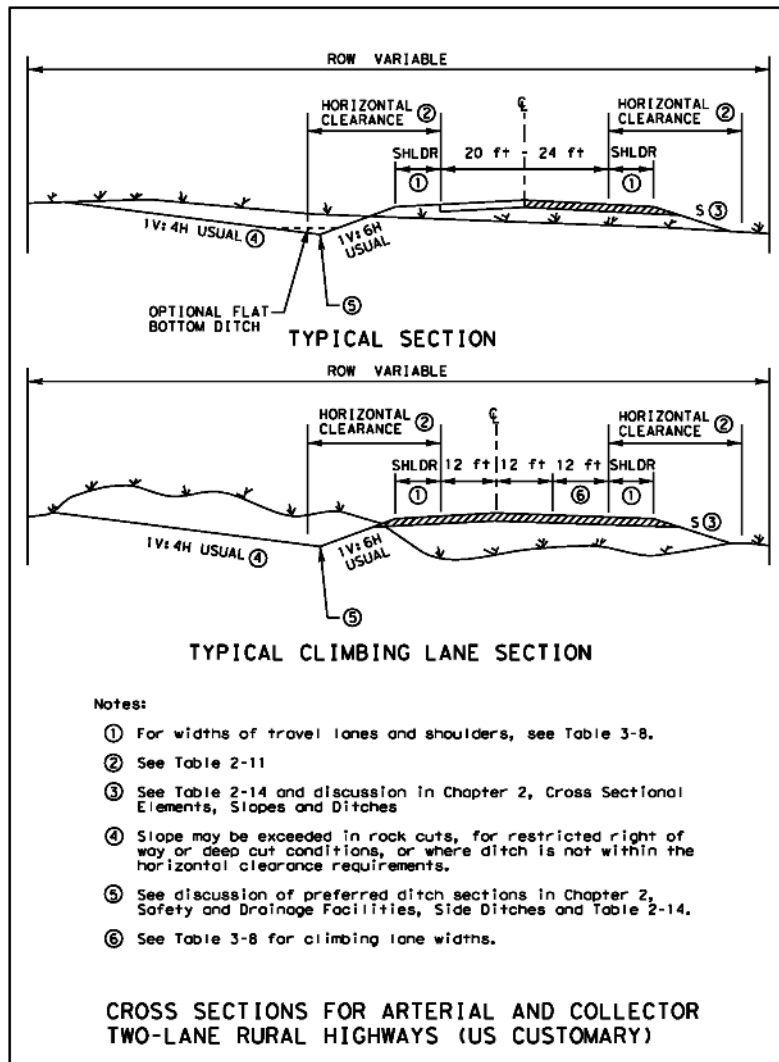 ROW VARIABLE
℄
HORIZONTAL ② HORIZONTAL ②
CLEARANCE CLEARANCE
SHLDR 20 ft - 24 ft SHLDR
① ①
S ③
1V:4H USUAL ④
1V:6H
USUAL
OPTIONAL FLAT
BOTTOM DITCH
⑤
TYPICAL SECTION
ROW VARIABLE
℄
HORIZONTAL ② HORIZONTAL ②
CLEARANCE CLEARANCE
SHLDR 12 ft 12 ft 12 ft SHLDR
① ⑥ ①
S ③
1V:4H USUAL ④
1V:6H
USUAL
⑤
TYPICAL CLIMBING LANE SECTION
Notes:
① For widths of travel lanes and shoulders, see Table 3-8.
② See Table 2-11
③ See Table 2-14 and discussion in Chapter 2, Cross Sectional
Elements, Slopes and Ditches
④ Slope may be exceeded in rock cuts, for restricted right of
way or deep cut conditions, or where ditch is not within the
horizontal clearance requirements.
⑤ See discussion of preferred ditch sections in Chapter 2,
Safety and Drainage Facilities, Side Ditches and Table 2-14.
⑥ See Table 3-8 for climbing lane widths.
CROSS SECTIONS FOR ARTERIAL AND COLLECTOR
TWO-LANE RURAL HIGHWAYS (US CUSTOMARY)